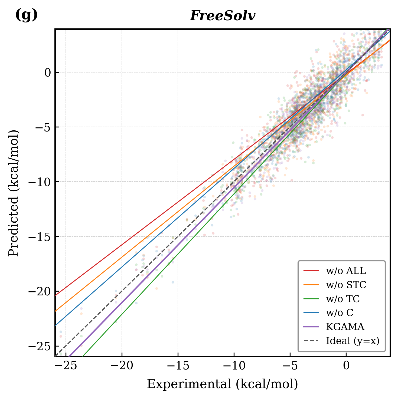 (g)
FreeSolv
Predicted (kcal/mol)
0
−5
−10
−15
−20
−25
−25
−20
−15
−10
−5
0
Experimental (kcal/mol)
w/o ALL
w/o STC
w/o TC
w/o C
KGAMA
Ideal (y=x)